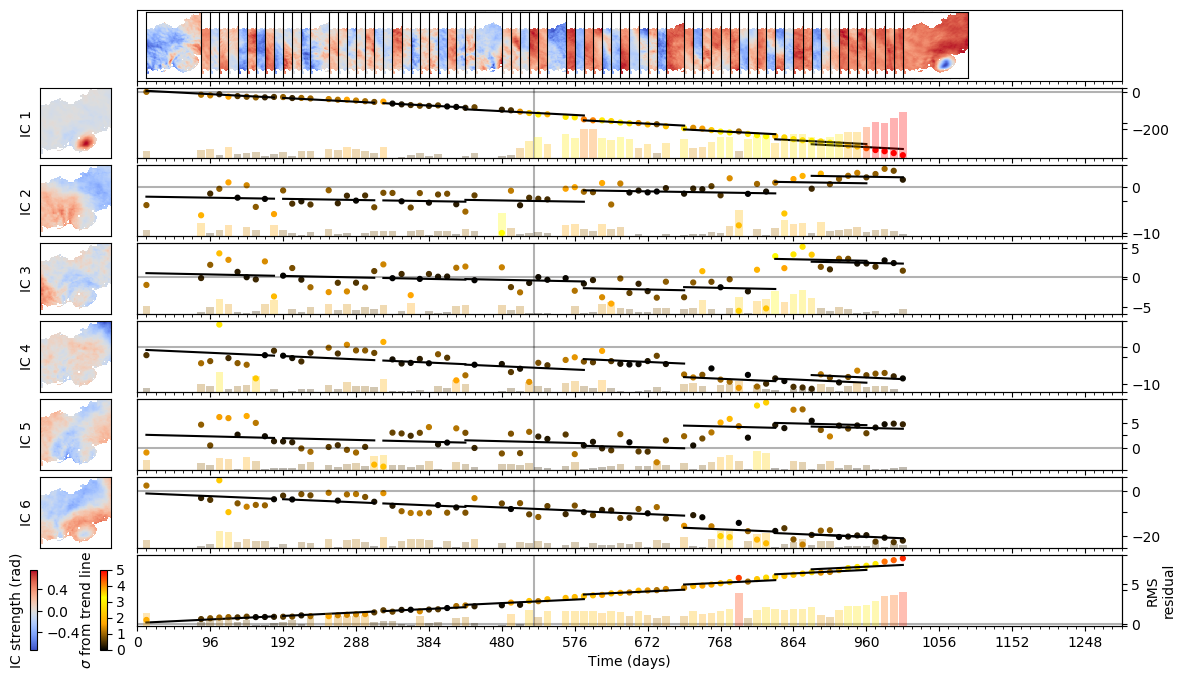 IC 1
0
−200
IC 2
0
−10
IC 3
5
0
−5
IC 4
0
−10
IC 5
5
0
IC 6
0
−20
IC strength (rad)
0.4
0.0
−0.4
σ from trend line
5
4
3
2
1
0
5
0
RMS
residual
0 96 192 288 384 480 576 672 768 864 960 1056 1152 1248
Time (days)